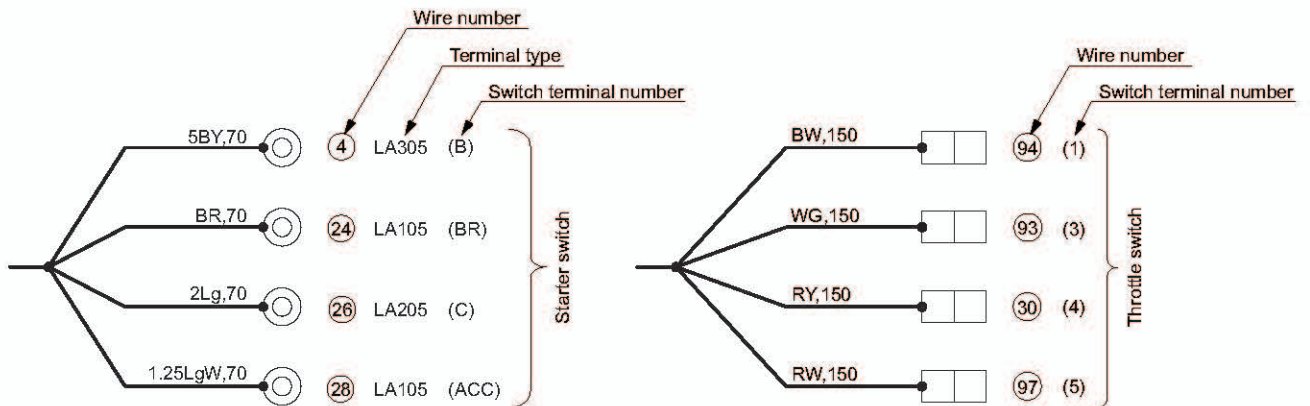 Wire number
Terminal type
Switch terminal number
5BY,70 4 LA305 (B)
BR,70 24 LA105 (BR)
2Lg,70 26 LA205 (C)
1.25LgW,70 28 LA105 (ACC)
Starter switch
Wire number
Switch terminal number
BW,150 94 (1)
WG,150 93 (3)
RY,150 30 (4)
RW,150 97 (5)
Throttle switch